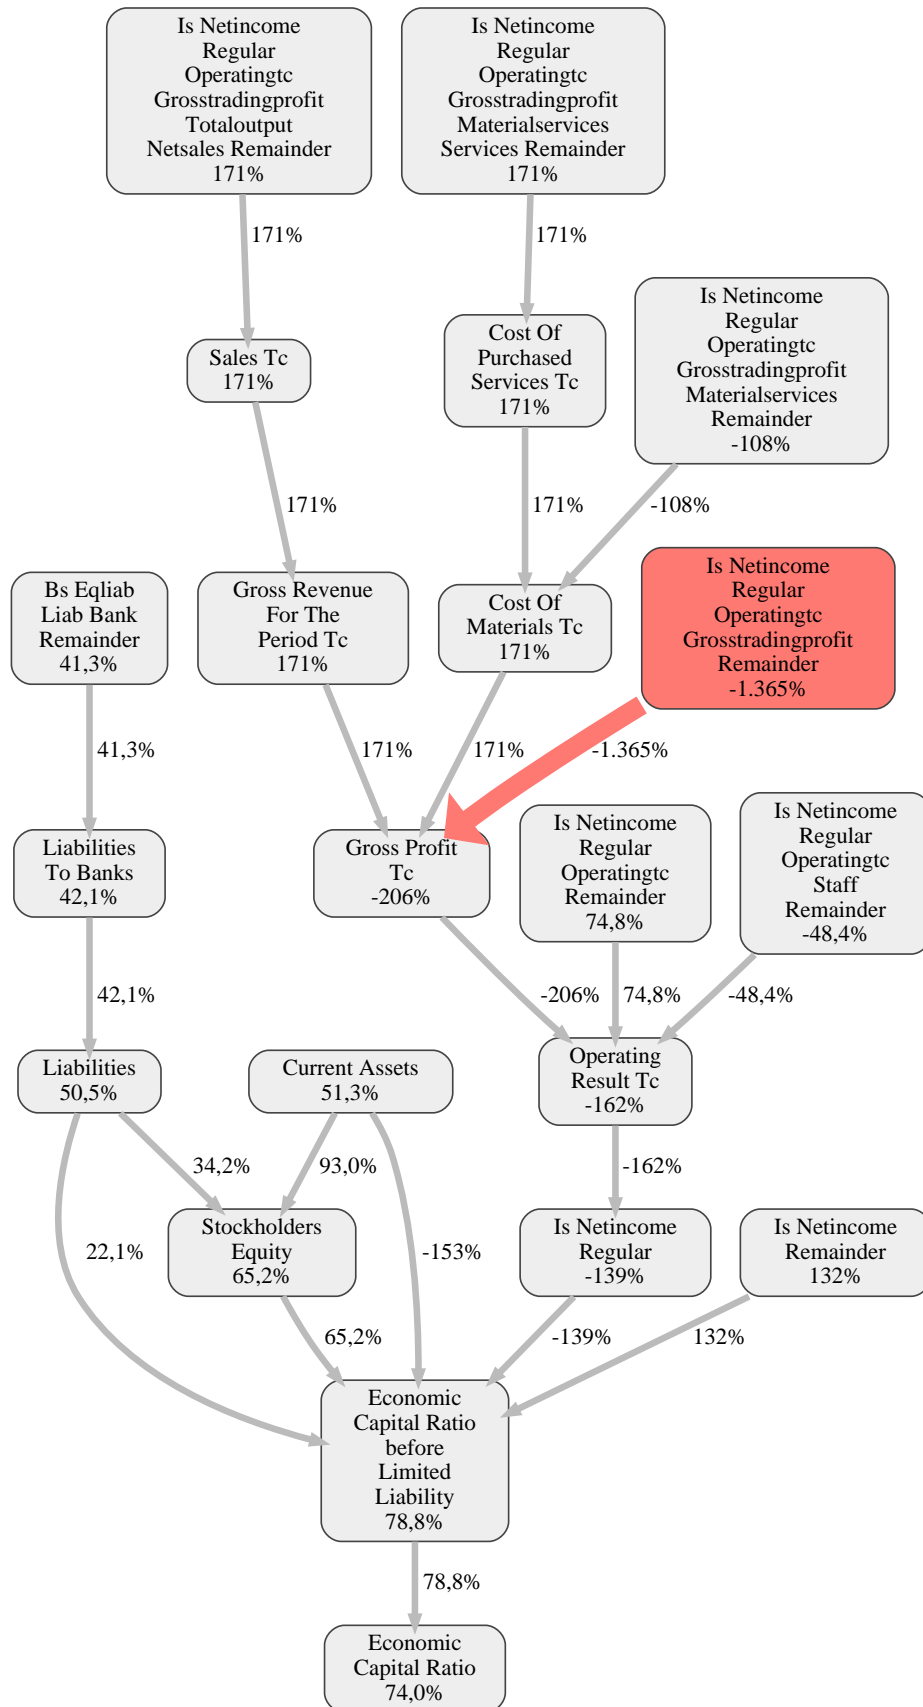 Is Netincome
Regular
Operatingtc
Grosstradingprofit
Totaloutput
Netsales Remainder
171%
Is Netincome
Regular
Operatingtc
Grosstradingprofit
Materialservices
Services Remainder
171%
171%
171%
Is Netincome
Regular
Operatingtc
Grosstradingprofit
Materialservices
Remainder
-108%
Sales Tc
171%
Cost Of
Purchased
Services Tc
171%
171%
171%
-108%
Bs Eqliab
Liab Bank
Remainder
41,3%
Gross Revenue
For The
Period Tc
171%
Cost Of
Materials Tc
171%
Is Netincome
Regular
Operatingtc
Grosstradingprofit
Remainder
-1.365%
41,3%
171%
171%
-1.365%
Liabilities
To Banks
42,1%
Gross Profit
Tc
-206%
Is Netincome
Regular
Operatingtc
Remainder
74,8%
Is Netincome
Regular
Operatingtc
Staff
Remainder
-48,4%
42,1%
-206%
74,8%
-48,4%
Liabilities
50,5%
Current Assets
51,3%
Operating
Result Tc
-162%
34,2%
93,0%
-162%
22,1%
Stockholders
Equity
65,2%
-153%
Is Netincome
Regular
-139%
Is Netincome
Remainder
132%
65,2%
-139%
132%
Economic
Capital Ratio
before
Limited
Liability
78,8%
78,8%
Economic
Capital Ratio
74,0%